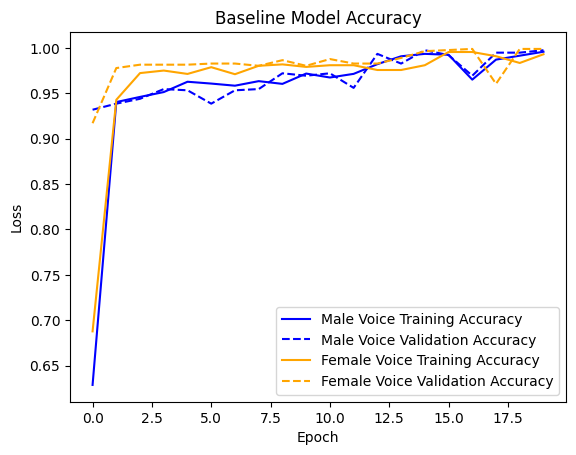 Baseline Model Accuracy
1.00
0.95
0.90
0.85
0.80
0.75
0.70
0.65
Loss
Male Voice Training Accuracy
Male Voice Validation Accuracy
Female Voice Training Accuracy
Female Voice Validation Accuracy
0.0 2.5 5.0 7.5 10.0 12.5 15.0 17.5
Epoch